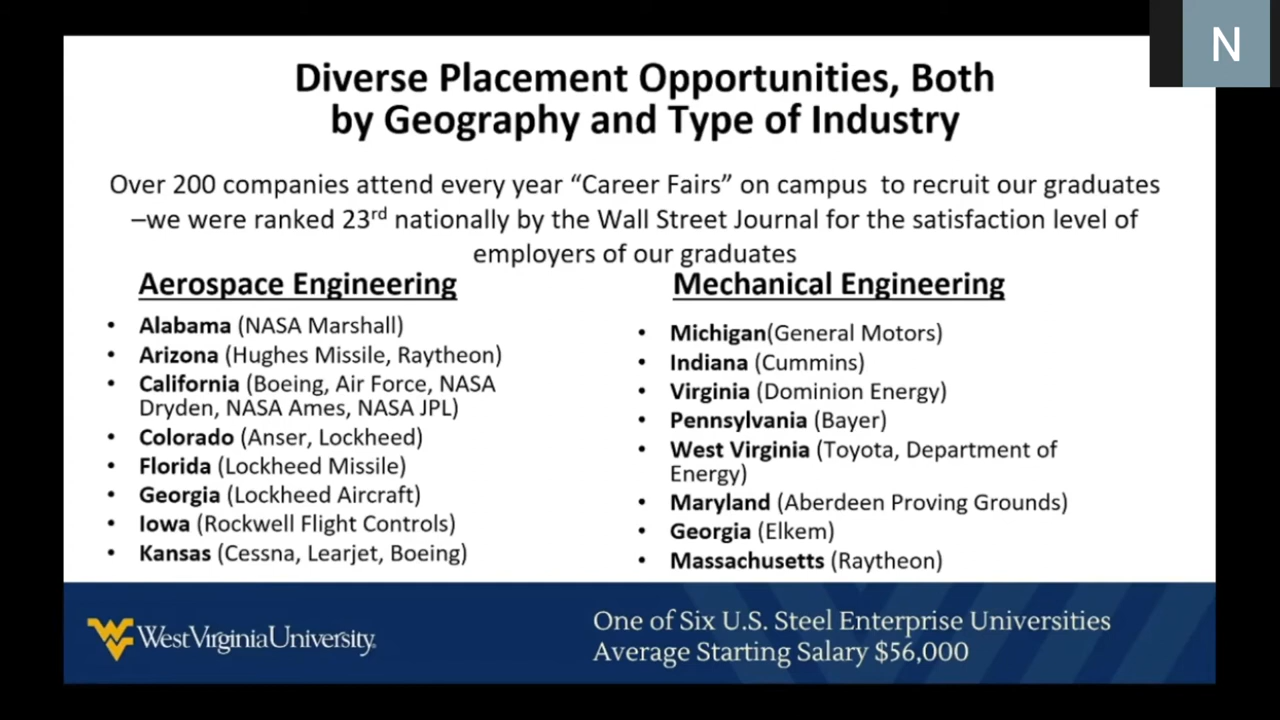 N
Diverse Placement Opportunities, Both
by Geography and Type of Industry
Over 200 companies attend every year “Career Fairs” on campus to recruit our graduates
–we were ranked 23rd nationally by the Wall Street Journal for the satisfaction level of
employers of our graduates
Aerospace Engineering
• Alabama (NASA Marshall)
• Arizona (Hughes Missile, Raytheon)
• California (Boeing, Air Force, NASA
Dryden, NASA Ames, NASA JPL)
• Colorado (Anser, Lockheed)
• Florida (Lockheed Missile)
• Georgia (Lockheed Aircraft)
• Iowa (Rockwell Flight Controls)
• Kansas (Cessna, Learjet, Boeing)
Mechanical Engineering
• Michigan(General Motors)
• Indiana (Cummins)
• Virginia (Dominion Energy)
• Pennsylvania (Bayer)
• West Virginia (Toyota, Department of
Energy)
• Maryland (Aberdeen Proving Grounds)
• Georgia (Elkem)
• Massachusetts (Raytheon)
WV WestVirginiaUniversity.
One of Six U.S. Steel Enterprise Universities
Average Starting Salary $56,000